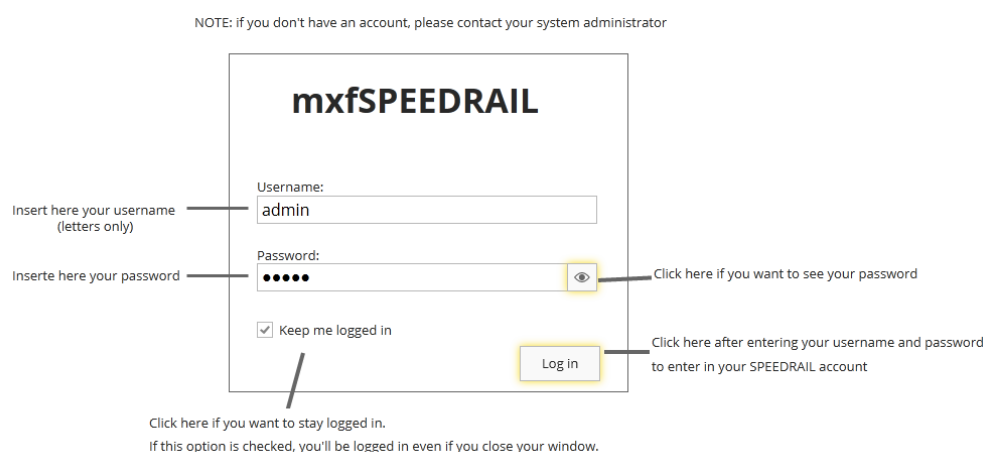 NOTE: if you don't have an account, please contact your system administrator
mxfSPEEDRAIL
Username:
Insert here your username
(letters only)
admin
Password:
Inserte here your password
●●●●●
Click here if you want to see your password
Keep me logged in
Log in
Click here after entering your username and password
to enter in your SPEEDRAIL account
Click here if you want to stay logged in.
If this option is checked, you'll be logged in even if you close your window.